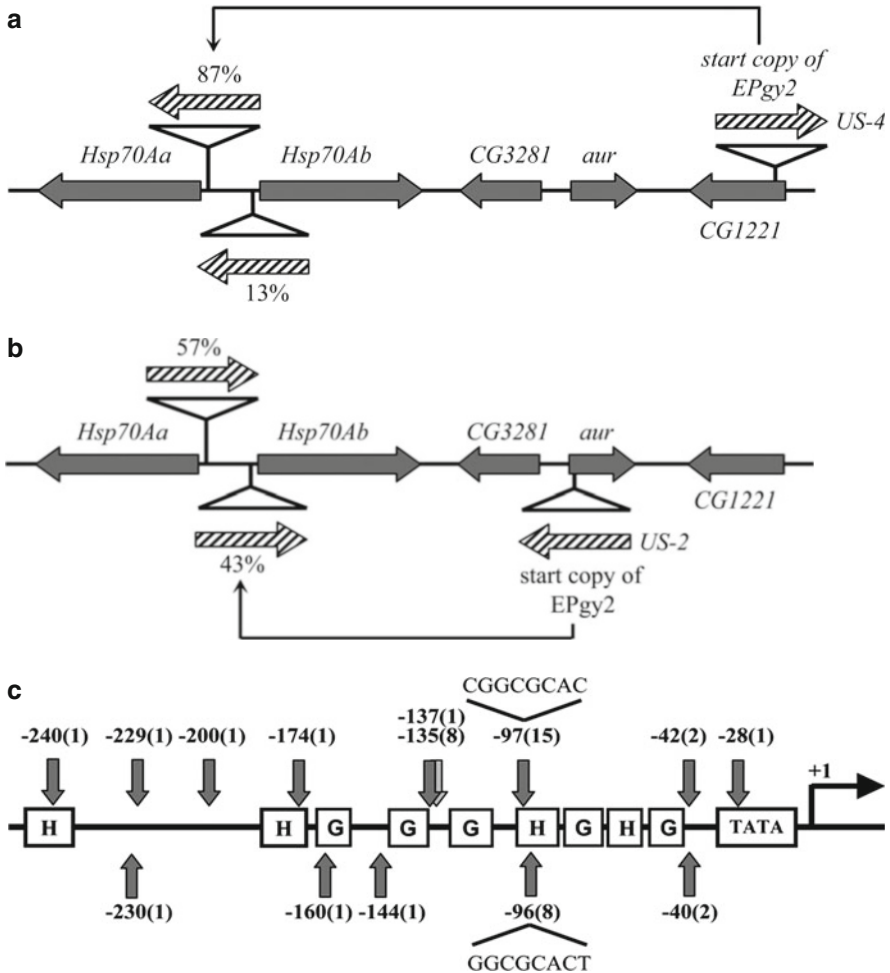 a
start copy of
EPgy2
87%
US-4
Hsp70Aa
Hsp70Ab
CG3281
aur
CG1221
13%
b
57%
Hsp70Aa
Hsp70Ab
CG3281
aur
CG1221
43%
US-2
start copy of
EPgy2
c
CGGCGCAC
-137(1)
-240(1) -229(1) -200(1) -174(1) -135(8) -97(15) -42(2) -28(1)
+1
H H G G G H G H G TATA
-230(1) -160(1) -144(1) -96(8) -40(2)
GGCGCACT